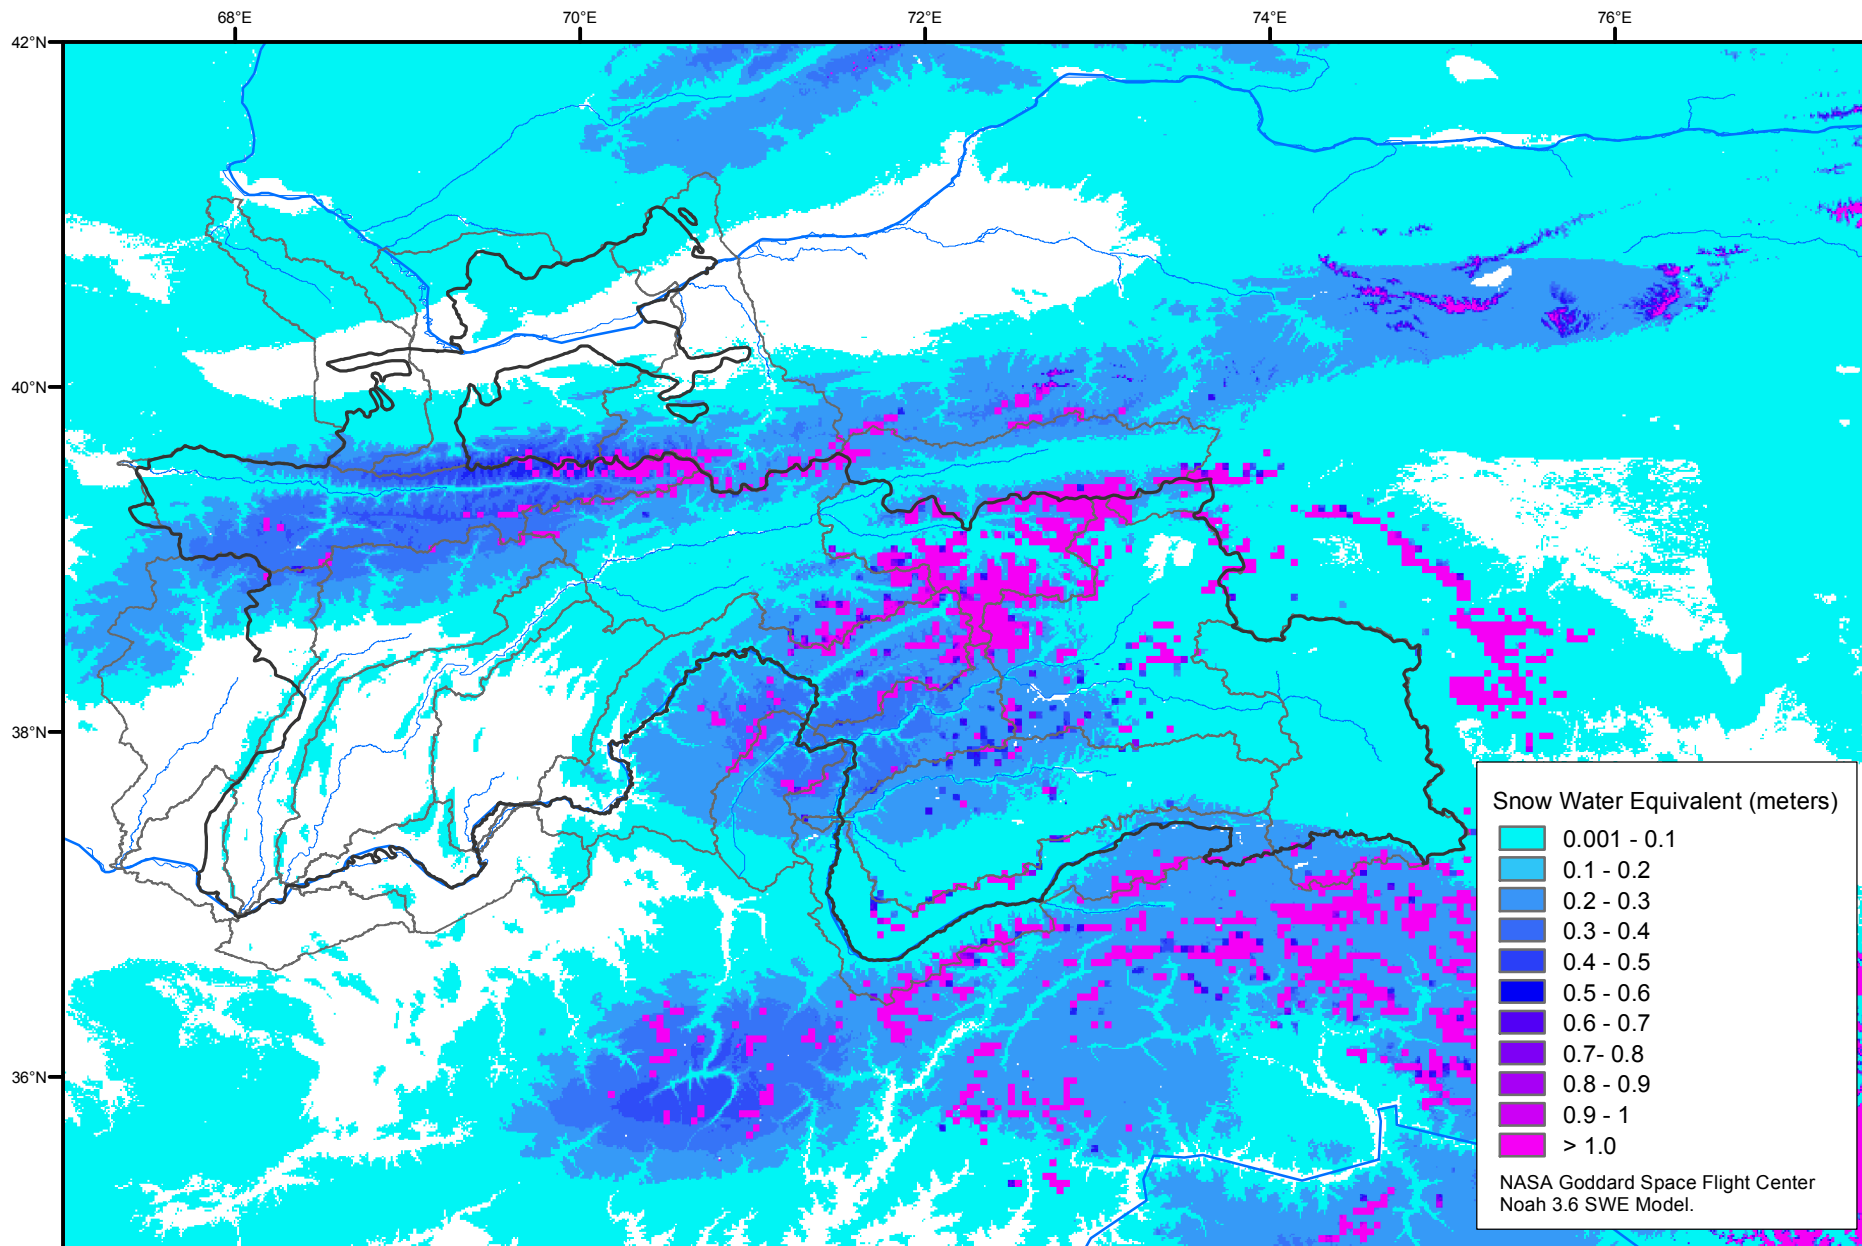 68°E 70°E 72°E 74°E 76°E
42°N
40°N
38°N
36°N
Snow Water Equivalent (meters)
0.001 - 0.1
0.1 - 0.2
0.2 - 0.3
0.3 - 0.4
0.4 - 0.5
0.5 - 0.6
0.6 - 0.7
0.7- 0.8
0.8 - 0.9
0.9 - 1
> 1.0
NASA Goddard Space Flight Center
Noah 3.6 SWE Model.